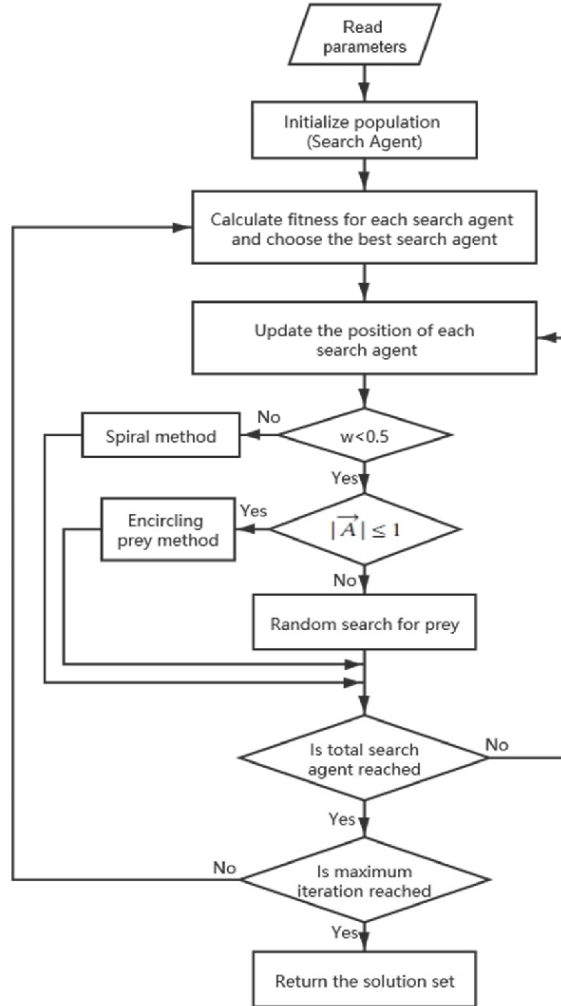 Read
parameters
Initialize population
(Search Agent)
Calculate fitness for each search agent
and choose the best search agent
Update the position of each
search agent
No
Spiral method
w<0.5
Yes
Encircling
prey method
Yes
|\overrightarrow{A}| ≤ 1
No
Random search for prey
Is total search
agent reached
No
Yes
No
Is maximum
iteration reached
Yes
Return the solution set